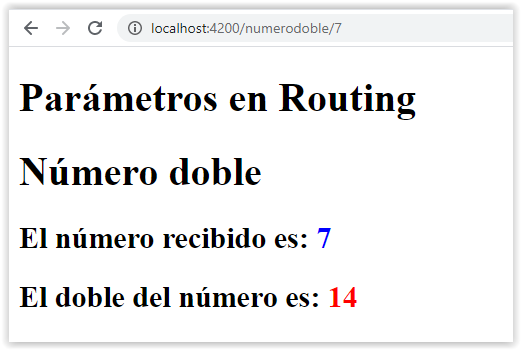 localhost:4200/numerodoble/7
Parámetros en Routing
Número doble
El número recibido es: 7
El doble del número es: 14